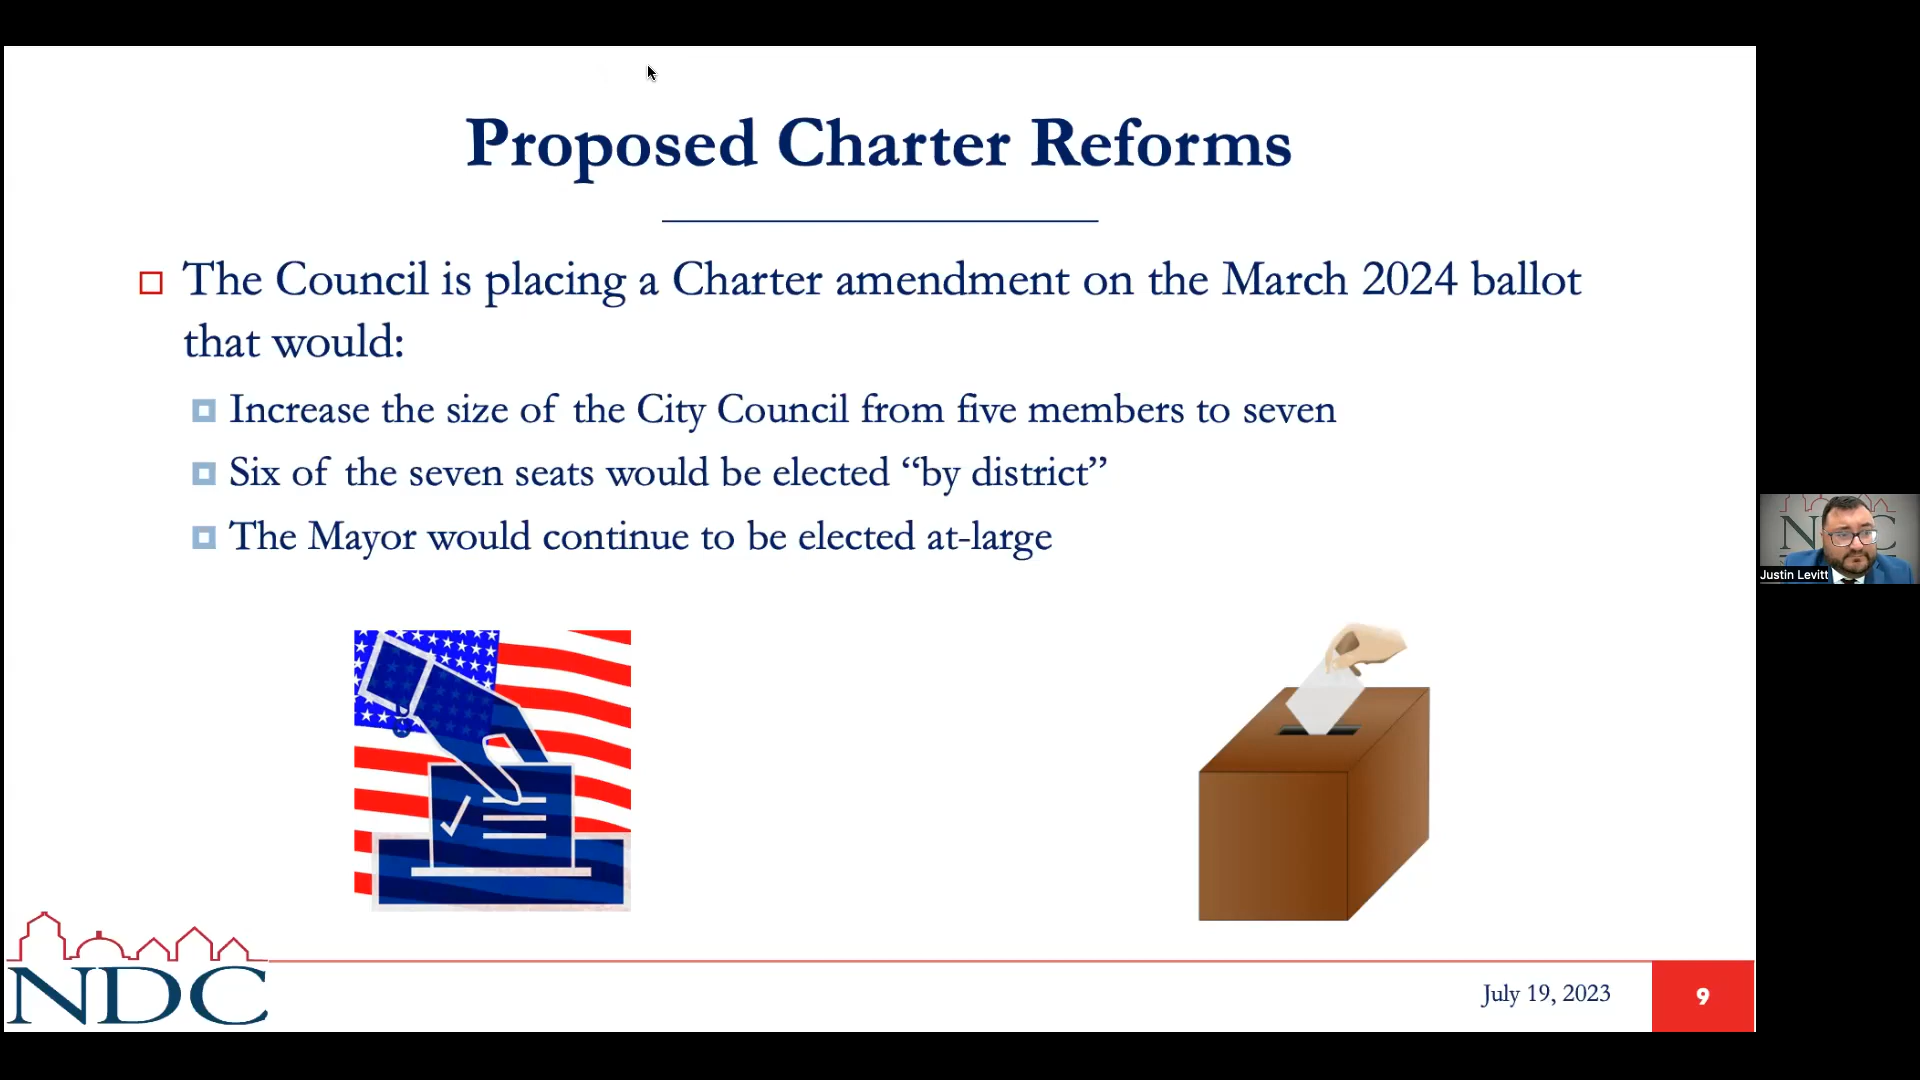 Proposed Charter Reforms
The Council is placing a Charter amendment on the March 2024 ballot
that would:
Increase the size of the City Council from five members to seven
Six of the seven seats would be elected “by district”
The Mayor would continue to be elected at-large
NDC
Justin Levitt
NDC
July 19, 2023
9